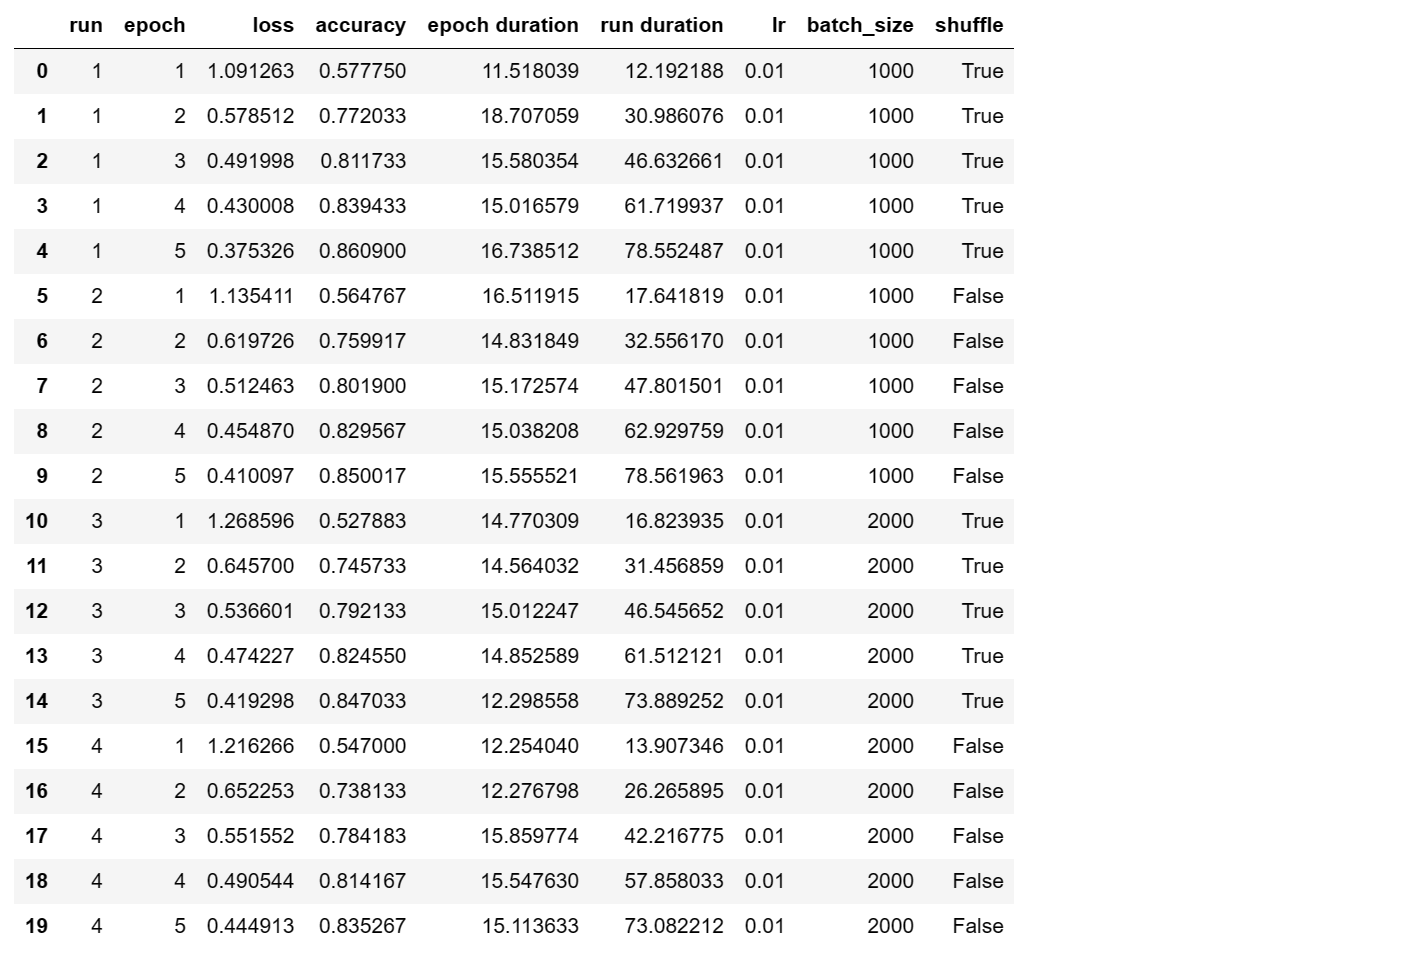 run epoch loss accuracy epoch duration run duration lr batch_size shuffle
0 1 1 1.091263 0.577750 11.518039 12.192188 0.01 1000 True
1 1 2 0.578512 0.772033 18.707059 30.986076 0.01 1000 True
2 1 3 0.491998 0.811733 15.580354 46.632661 0.01 1000 True
3 1 4 0.430008 0.839433 15.016579 61.719937 0.01 1000 True
4 1 5 0.375326 0.860900 16.738512 78.552487 0.01 1000 True
5 2 1 1.135411 0.564767 16.511915 17.641819 0.01 1000 False
6 2 2 0.619726 0.759917 14.831849 32.556170 0.01 1000 False
7 2 3 0.512463 0.801900 15.172574 47.801501 0.01 1000 False
8 2 4 0.454870 0.829567 15.038208 62.929759 0.01 1000 False
9 2 5 0.410097 0.850017 15.555521 78.561963 0.01 1000 False
10 3 1 1.268596 0.527883 14.770309 16.823935 0.01 2000 True
11 3 2 0.645700 0.745733 14.564032 31.456859 0.01 2000 True
12 3 3 0.536601 0.792133 15.012247 46.545652 0.01 2000 True
13 3 4 0.474227 0.824550 14.852589 61.512121 0.01 2000 True
14 3 5 0.419298 0.847033 12.298558 73.889252 0.01 2000 True
15 4 1 1.216266 0.547000 12.254040 13.907346 0.01 2000 False
16 4 2 0.652253 0.738133 12.276798 26.265895 0.01 2000 False
17 4 3 0.551552 0.784183 15.859774 42.216775 0.01 2000 False
18 4 4 0.490544 0.814167 15.547630 57.858033 0.01 2000 False
19 4 5 0.444913 0.835267 15.113633 73.082212 0.01 2000 False